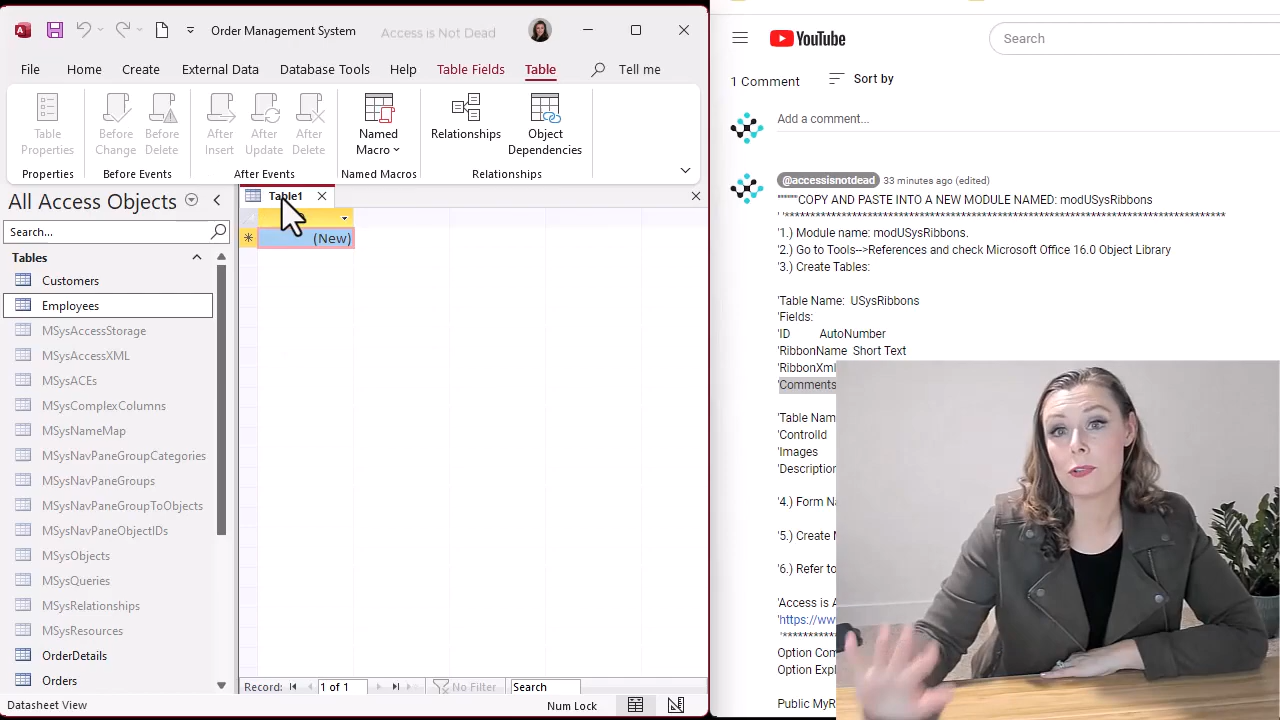 Order Management System
Access is Not Dead
File
Home
Create
External Data
Database Tools
Help
Table Fields
Table
Tell me
Table
Properties
Before
Change
Before
Delete
After
Insert
After
Update
After
Delete
Named
Macro
Relationships
Object
Dependencies
Properties
Before Events
After Events
Named Macros
Relationships
All Access Objects
Search...
Tables
Customers
Employees
MSysAccessStorage
MSysAccessXML
MSysACEs
MSysComplexColumns
MSysNameMap
MSysNavPaneGroupCategories
MSysNavPaneGroups
MSysNavPaneGroupToObjects
MSysNavPaneObjectIDs
MSysObjects
MSysQueries
MSysRelationships
MSysResources
OrderDetails
Orders
Table1
(New)
Record:
1 of 1
No Filter
Search
Datasheet View
Num Lock
YouTube
Search
1 Comment
Sort by
Add a comment...
@accessisnotdead 33 minutes ago (edited)
'''''''COPY AND PASTE INTO A NEW MODULE NAMED: modUSysRibbons
'1.) Module name: modUSysRibbons.
'2.) Go to Tools-->References and check Microsoft Office 16.0 Object Library
'3.) Create Tables:
'Table Name: USysRibbons
'Fields:
'ID AutoNumber
'RibbonName Short Text
'RibbonXml
'Comments
'Table Nam
'ControlId
'Images
'Description
'4.) Form Na
'5.) Create M
'6.) Refer to
'Access is A
'https://ww
Option Com
Option Expl
Public MyR